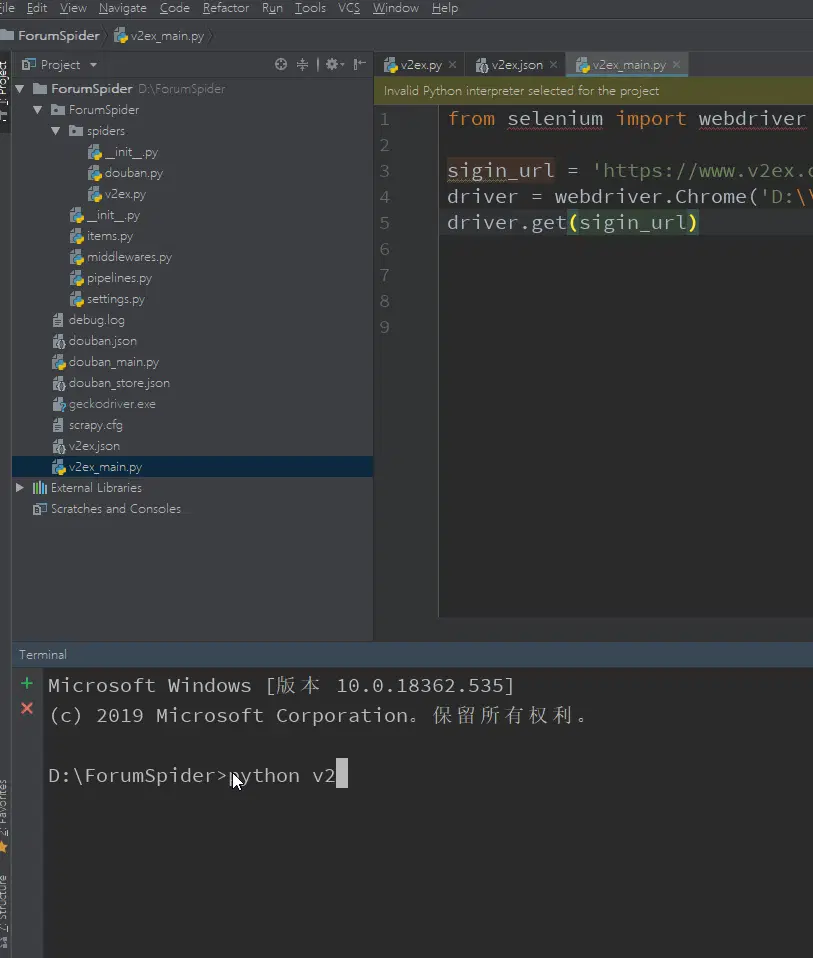 File Edit View Navigate Code Refactor Run Tools VCS Window Help
ForumSpider v2ex_main.py
1: Project
Project
ForumSpider D:\ForumSpider
ForumSpider
spiders
__init__.py
douban.py
v2ex.py
__init__.py
items.py
middlewares.py
pipelines.py
settings.py
debug.log
douban.json
douban_main.py
douban_store.json
geckodriver.exe
scrapy.cfg
v2ex.json
v2ex_main.py
External Libraries
Scratches and Consoles
v2ex.py v2ex.json v2ex_main.py
Invalid Python interpreter selected for the project
1 from selenium import webdriver
2
3 sigin_url = 'https://www.v2ex.c
4 driver = webdriver.Chrome('D:\\
5 driver.get(sigin_url)
6
7
8
9
Terminal
Microsoft Windows [版本 10.0.18362.535]
(c) 2019 Microsoft Corporation。保留所有权利。
D:\ForumSpider>python v2
2: Favorites
7: Structure